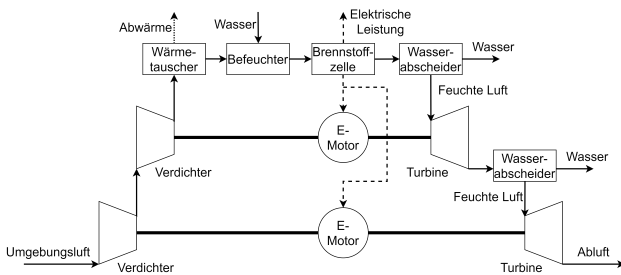 Abwärme
Wasser
Elektrische
Leistung
Wärme-
tauscher
Befeuchter
Brennstoff-
zelle
Wasser-
abscheider
Wasser
Feuchte Luft
E-
Motor
Verdichter
Turbine
Wasser-
abscheider
Wasser
Feuchte Luft
E-
Motor
Umgebungsluft
Verdichter
Turbine
Abluft